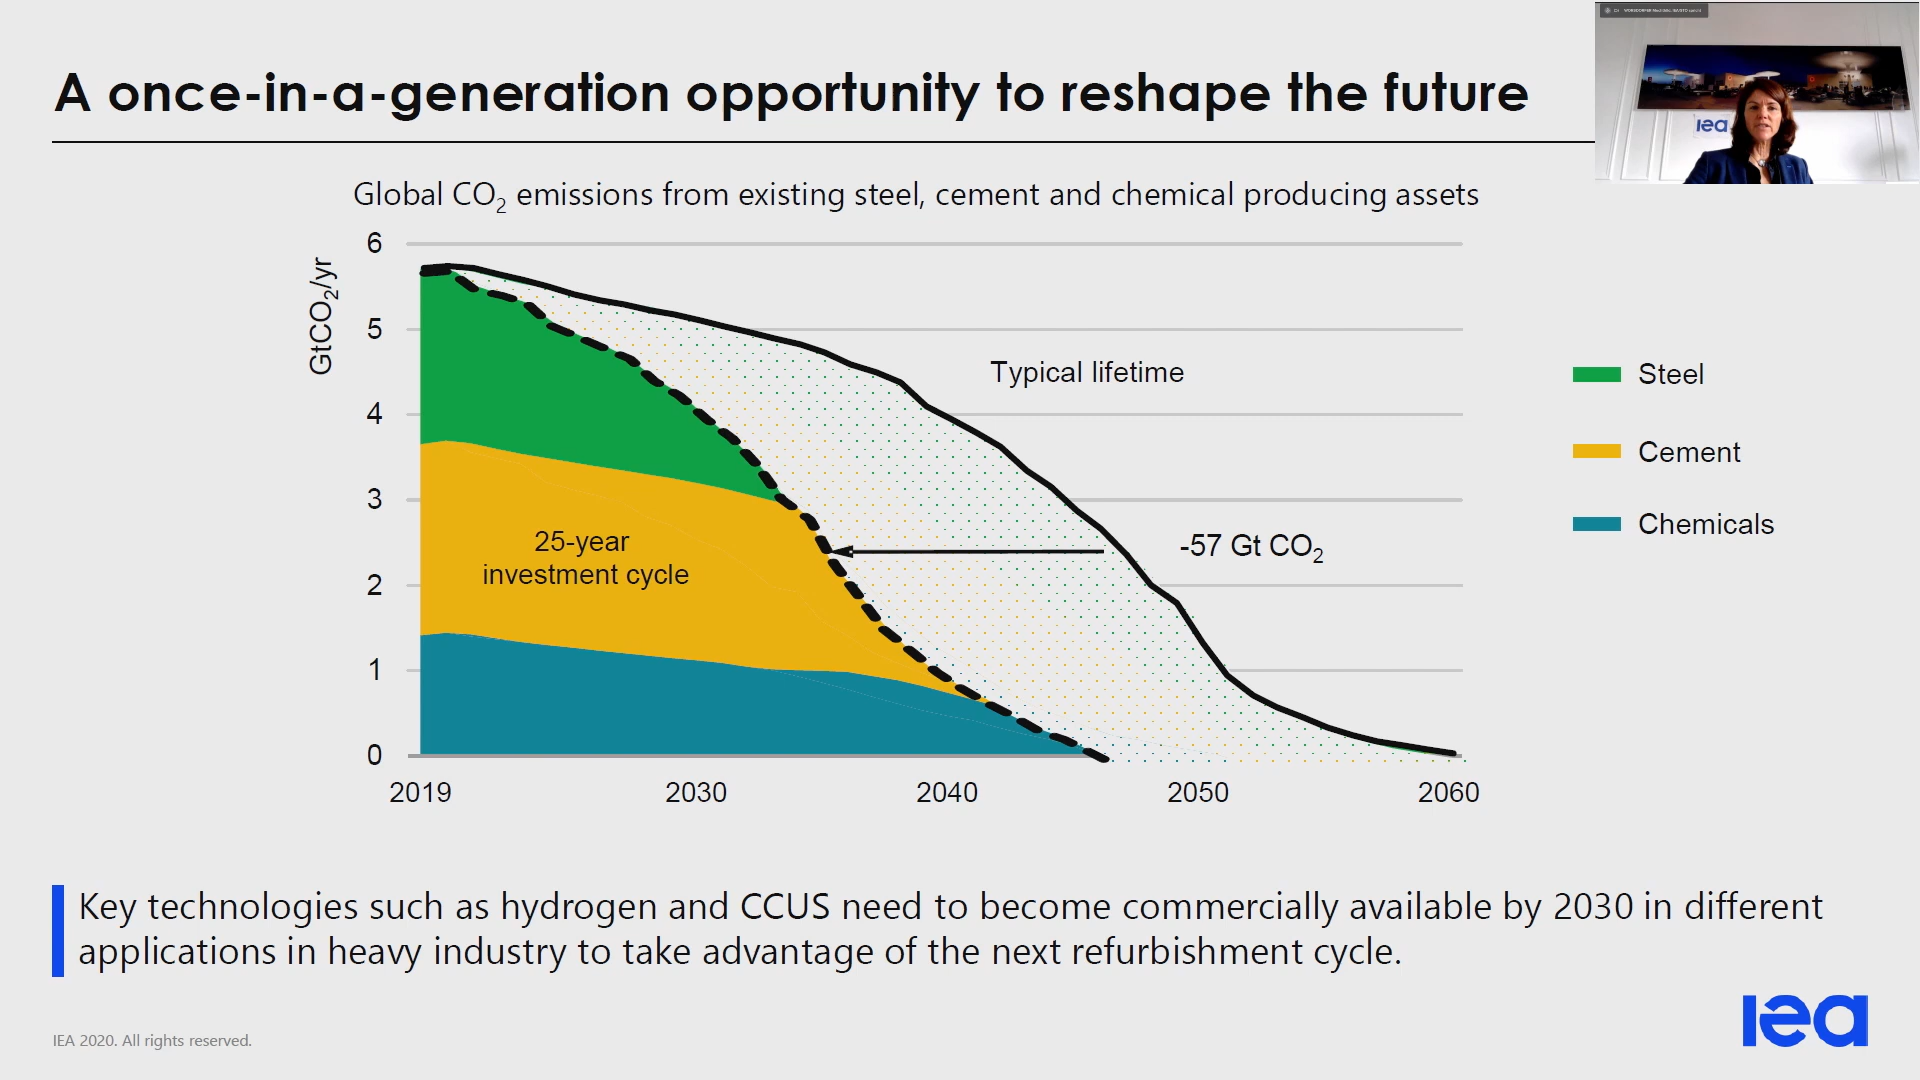 A once-in-a-generation opportunity to reshape the future
iea
Global CO2 emissions from existing steel, cement and chemical producing assets
GtCO2/yr
6
5
4
3
2
1
0
Typical lifetime
25-year
investment cycle
-57 Gt CO2
Steel
Cement
Chemicals
2019 2030 2040 2050 2060
Key technologies such as hydrogen and CCUS need to become commercially available by 2030 in different
applications in heavy industry to take advantage of the next refurbishment cycle.
IEA 2020. All rights reserved.
iea